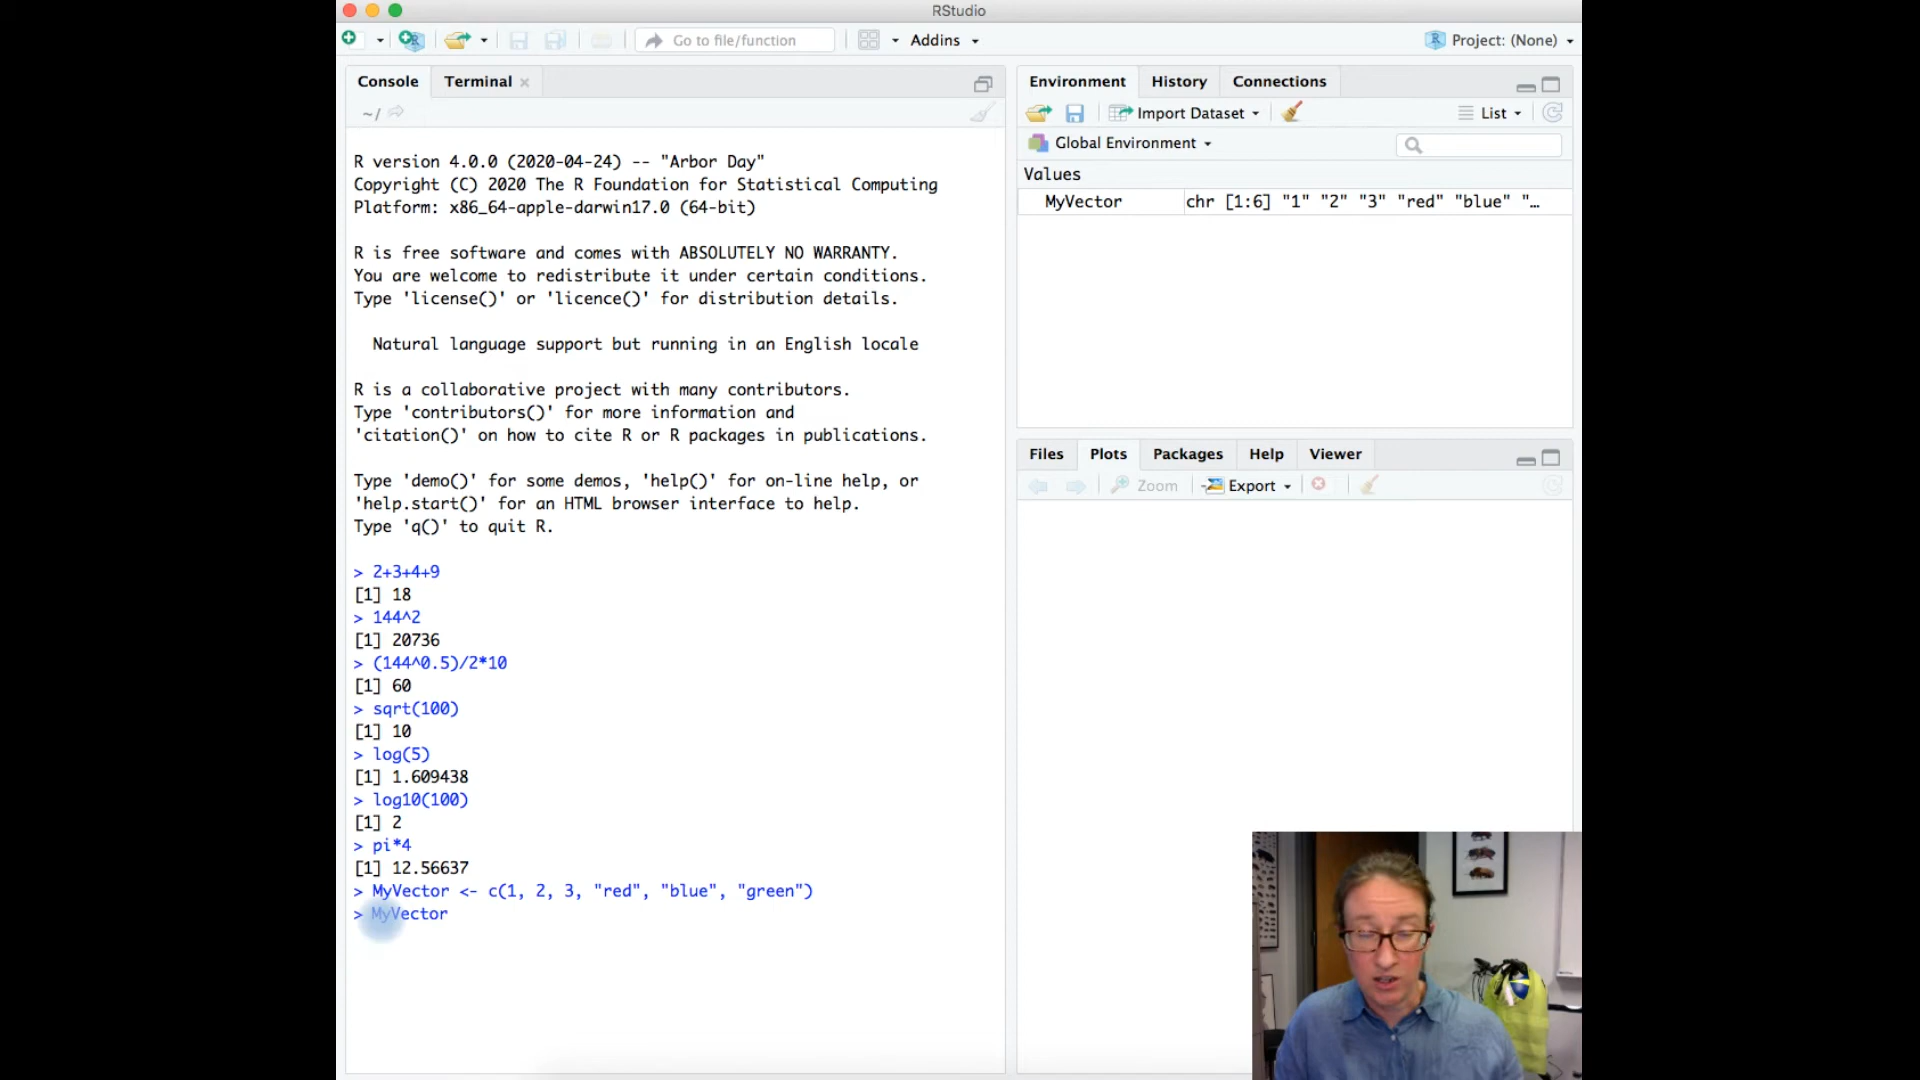 RStudio
Go to file/function
Addins
Project: (None)
Console
Terminal
~/
R version 4.0.0 (2020-04-24) -- "Arbor Day"
Copyright (C) 2020 The R Foundation for Statistical Computing
Platform: x86_64-apple-darwin17.0 (64-bit)
R is free software and comes with ABSOLUTELY NO WARRANTY.
You are welcome to redistribute it under certain conditions.
Type 'license()' or 'licence()' for distribution details.
Natural language support but running in an English locale
R is a collaborative project with many contributors.
Type 'contributors()' for more information and
'citation()' on how to cite R or R packages in publications.
Type 'demo()' for some demos, 'help()' for on-line help, or
'help.start()' for an HTML browser interface to help.
Type 'q()' to quit R.
> 2+3+4+9
[1] 18
> 144^2
[1] 20736
> (144^0.5)/2*10
[1] 60
> sqrt(100)
[1] 10
> log(5)
[1] 1.609438
> log10(100)
[1] 2
> pi*4
[1] 12.56637
> MyVector <- c(1, 2, 3, "red", "blue", "green")
> MyVector
Environment
History
Connections
Import Dataset
List
Global Environment
Values
MyVector chr [1:6] "1" "2" "3" "red" "blue" "…
Files
Plots
Packages
Help
Viewer
Zoom
Export